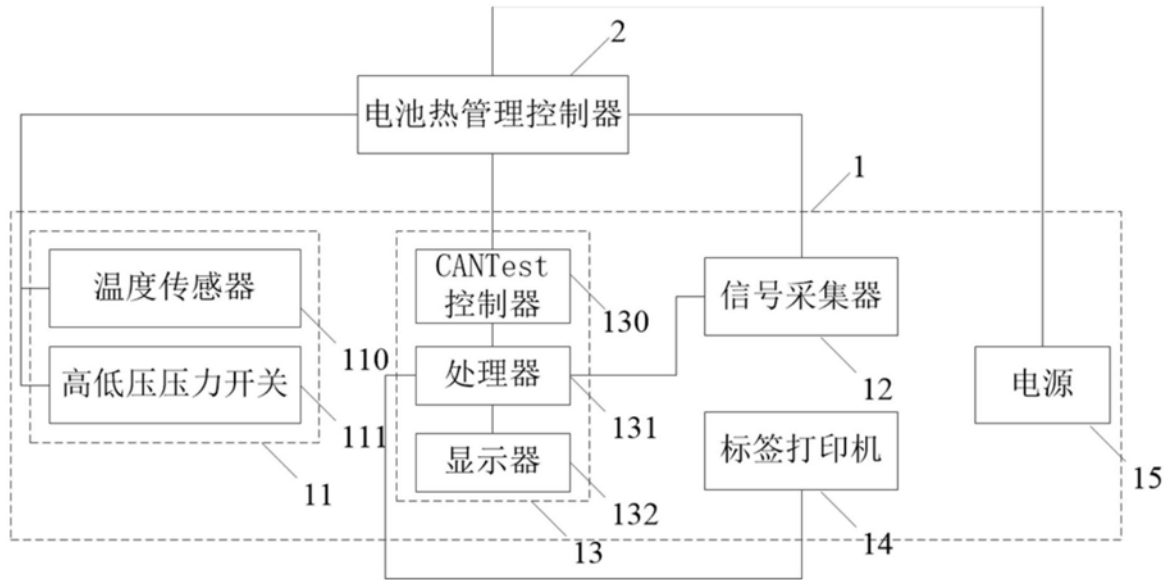 2
电池热管理控制器
1
温度传感器
110
高低压压力开关
111
11
CANTest
控制器
130
处理器
131
显示器
132
13
信号采集器
12
标签打印机
14
电源
15